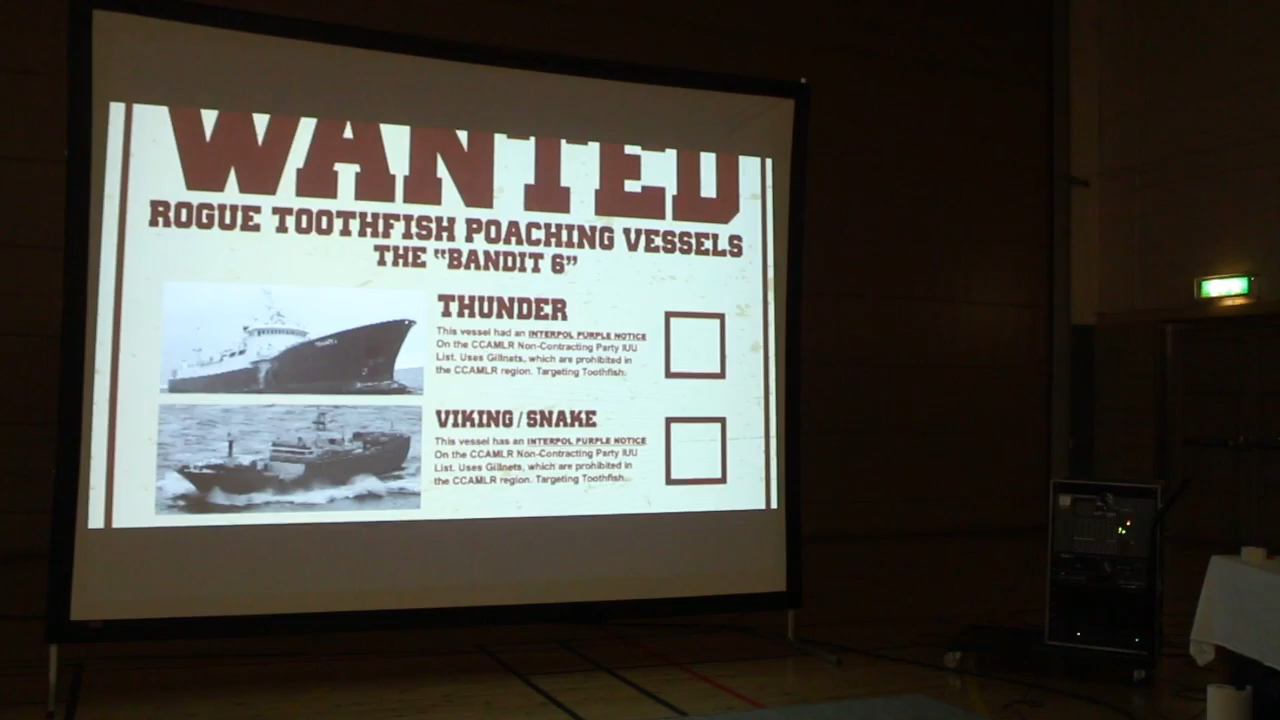 WANTED
ROGUE TOOTHFISH POACHING VESSELS
THE “BANDIT 6”
THUNDER
This vessel had an INTERPOL PURPLE NOTICE
On the CCAMLR Non-Contracting Party IUU
List. Uses Gillnets, which are prohibited in
the CCAMLR region. Targeting Toothfish.
VIKING / SNAKE
This vessel has an INTERPOL PURPLE NOTICE
On the CCAMLR Non-Contracting Party IUU
List. Uses Gillnets, which are prohibited in
the CCAMLR region. Targeting Toothfish.